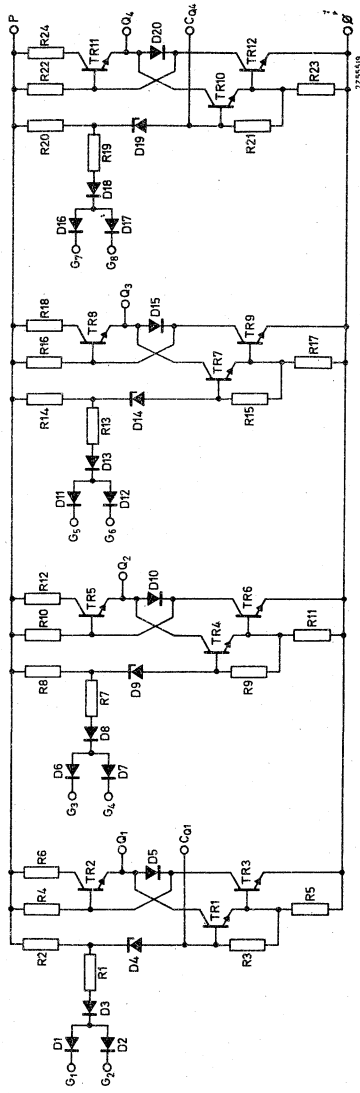 R2
R4
R6
G1
D1
D3
R1
TR2
Q1
G2
D2
D4
D5
CQ1
TR1
R3
TR3
R5
R8
R10
R12
G3
D6
D8
R7
TR5
Q2
G4
D7
D9
D10
TR4
R9
TR6
R11
R14
R16
R18
G5
D11
D13
R13
TR8
Q3
G6
D12
D14
D15
TR7
R15
TR9
R17
R20
R22
R24
P
G7
D16
D18
R19
TR11
Q4
G8
D17
D19
D20
CQ4
TR10
R21
TR12
R23
Ø